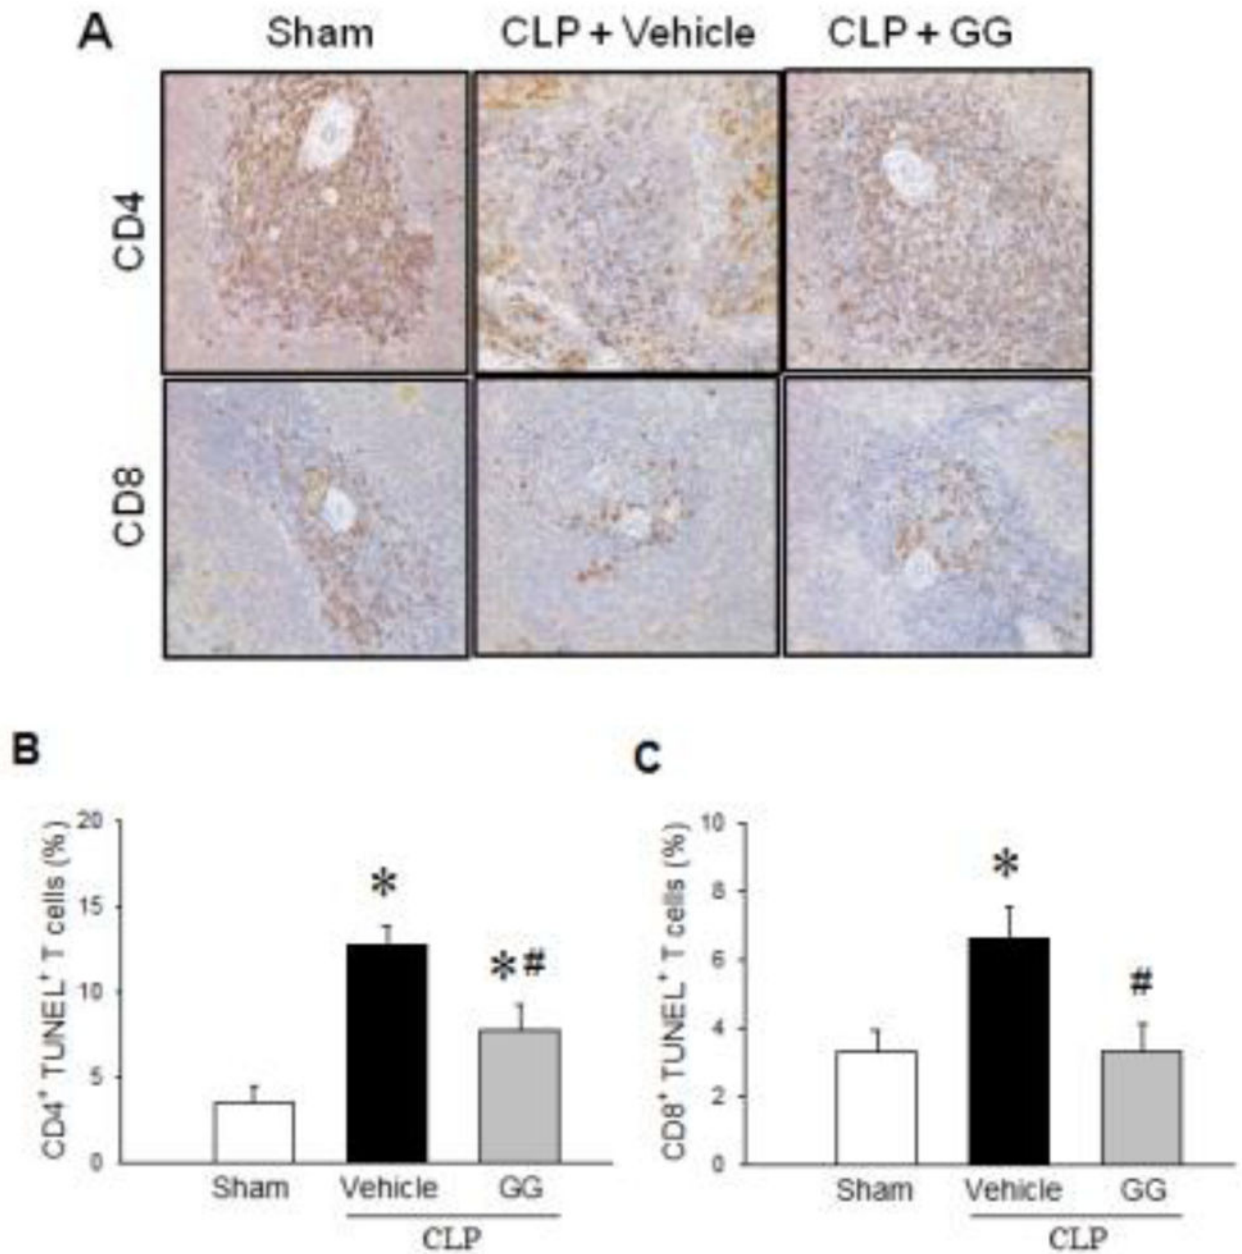 A
Sham
CLP + Vehicle
CLP + GG
CD4
CD8
B
CD4⁺ TUNEL⁺ T cells (%)
20
15
10
5
0
*
*#
Sham
Vehicle
GG
CLP
C
CD8⁺ TUNEL⁺ T cells (%)
10
8
6
4
2
0
*
#
Sham
Vehicle
GG
CLP